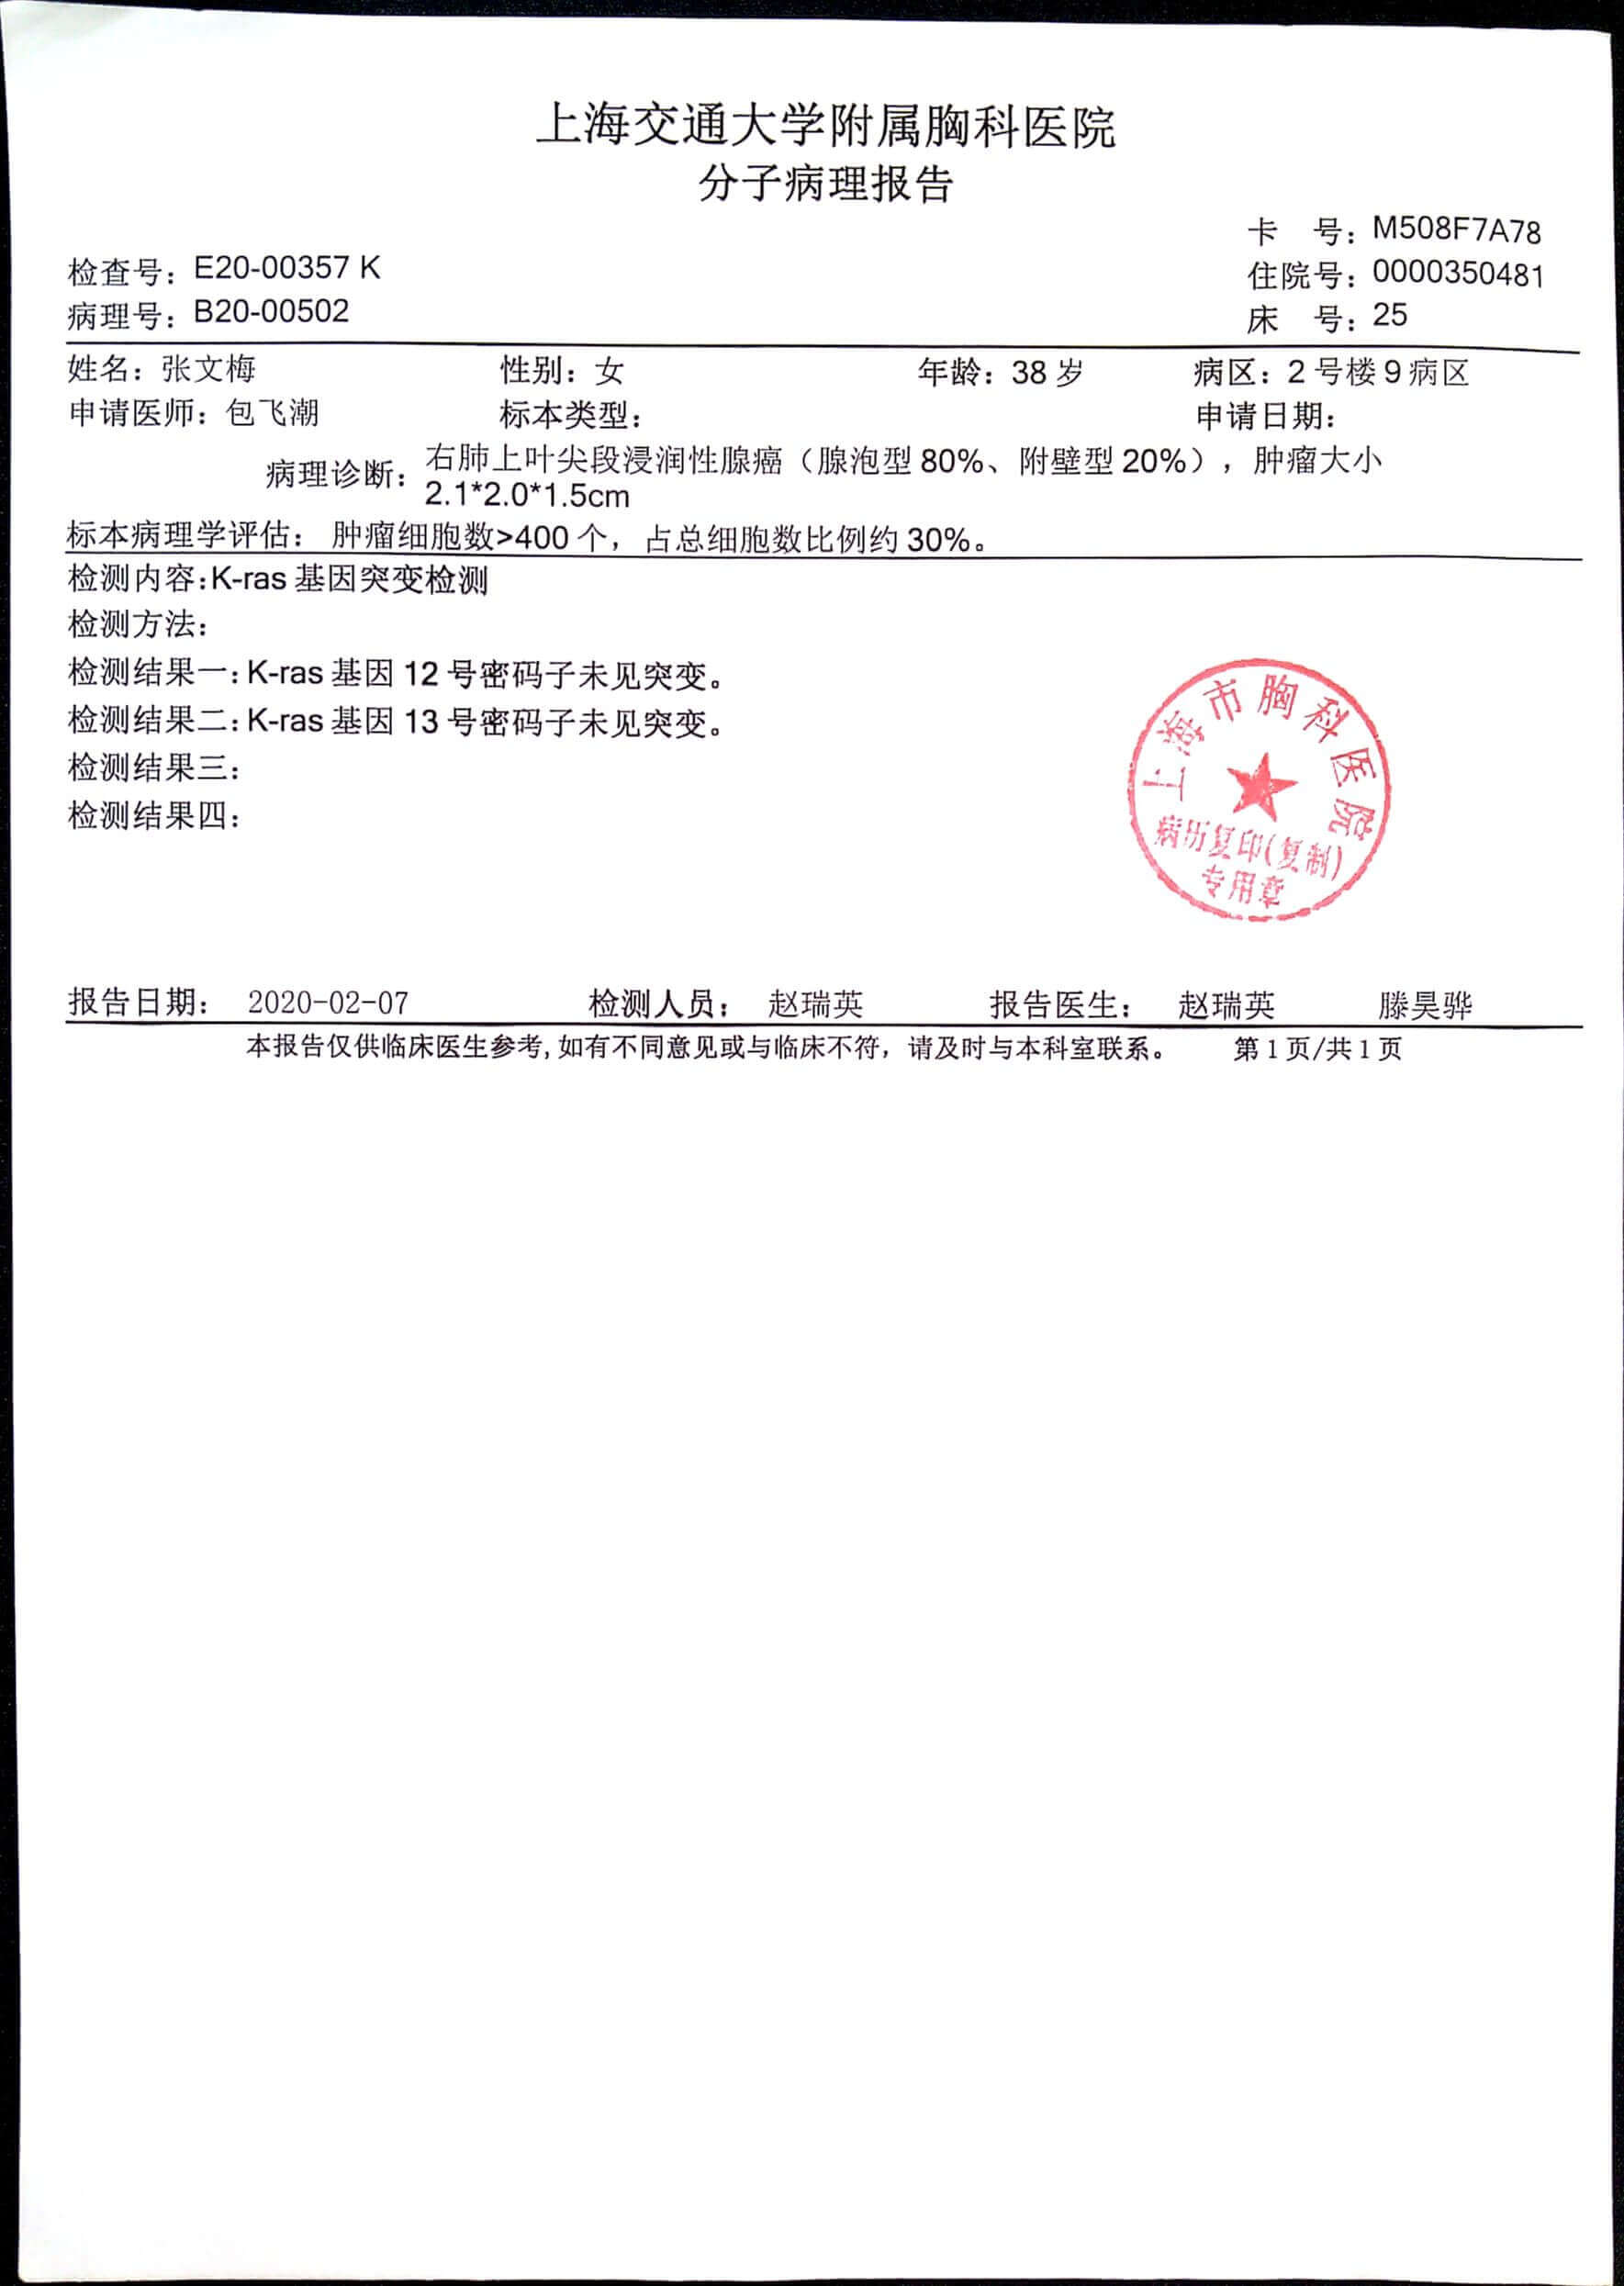 上海交通大学附属胸科医院
分子病理报告
卡 号：M508F7A78
检查号：E20-00357 K
住院号：0000350481
病理号：B20-00502
床 号：25
姓名：张文梅 性别：女 年龄：38 岁 病区：2 号楼 9 病区
申请医师：包飞潮 标本类型： 申请日期：
病理诊断：右肺上叶尖段浸润性腺癌（腺泡型 80%、附壁型 20%），肿瘤大小
2.1*2.0*1.5cm
标本病理学评估： 肿瘤细胞数>400 个，占总细胞数比例约 30%。
检测内容:K-ras 基因突变检测
检测方法:
检测结果一:K-ras 基因 12 号密码子未见突变。
检测结果二:K-ras 基因 13 号密码子未见突变。
检测结果三:
检测结果四:
上海市胸科医院
病历复印(复制)
专用章
报告日期： 2020-02-07 检测人员： 赵瑞英 报告医生： 赵瑞英 滕昊骅
本报告仅供临床医生参考,如有不同意见或与临床不符，请及时与本科室联系。 第 1 页/共 1 页